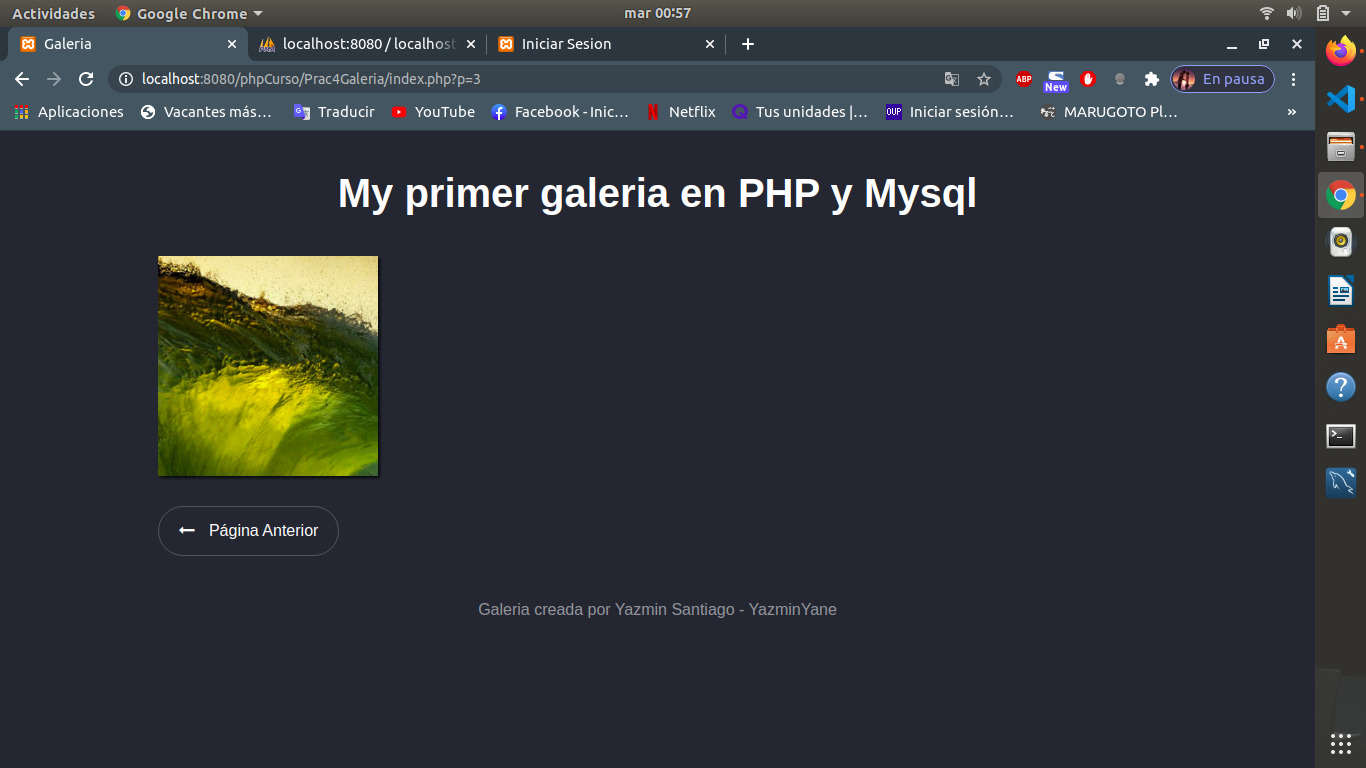 Actividades Google Chrome mar 00:57
Galeria localhost:8080 / localhost Iniciar Sesion
localhost:8080/phpCurso/Prac4Galeria/index.php?p=3 ABP New En pausa
Aplicaciones Vacantes más… Traducir YouTube Facebook - Inic… Netflix Tus unidades |… OUP Iniciar sesión… MARUGOTO Pl… »
My primer galeria en PHP y Mysql
Página Anterior
Galeria creada por Yazmin Santiago - YazminYane